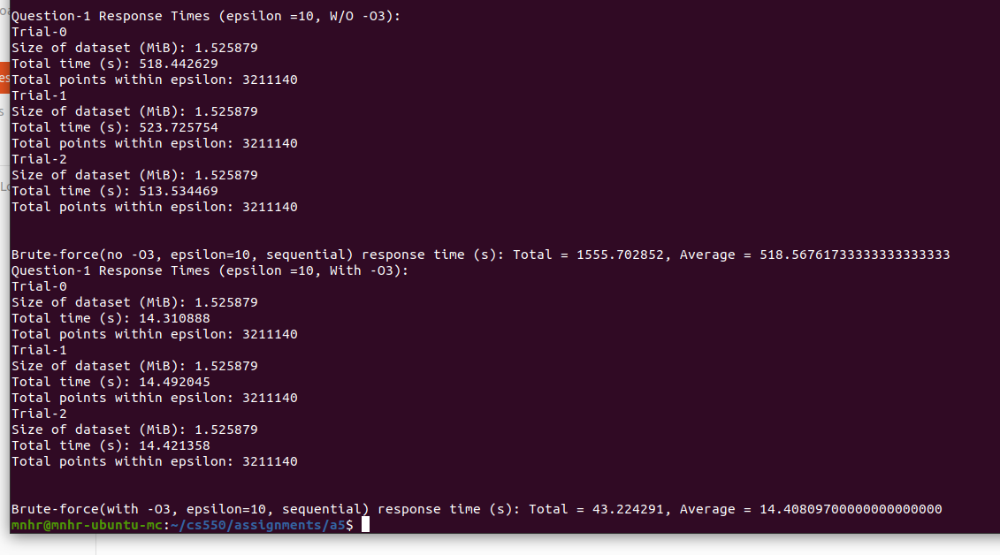 Question-1 Response Times (epsilon =10, W/O -O3):
Trial-0
Size of dataset (MiB): 1.525879
Total time (s): 518.442629
Total points within epsilon: 3211140
Trial-1
Size of dataset (MiB): 1.525879
Total time (s): 523.725754
Total points within epsilon: 3211140
Trial-2
Size of dataset (MiB): 1.525879
Total time (s): 513.534469
Total points within epsilon: 3211140
Brute-force(no -O3, epsilon=10, sequential) response time (s): Total = 1555.702852, Average = 518.56761733333333333333
Question-1 Response Times (epsilon =10, With -O3):
Trial-0
Size of dataset (MiB): 1.525879
Total time (s): 14.310888
Total points within epsilon: 3211140
Trial-1
Size of dataset (MiB): 1.525879
Total time (s): 14.492045
Total points within epsilon: 3211140
Trial-2
Size of dataset (MiB): 1.525879
Total time (s): 14.421358
Total points within epsilon: 3211140
Brute-force(with -O3, epsilon=10, sequential) response time (s): Total = 43.224291, Average = 14.40809700000000000000
mnhr@mnhr-ubuntu-mc:~/cs550/assignments/a5$